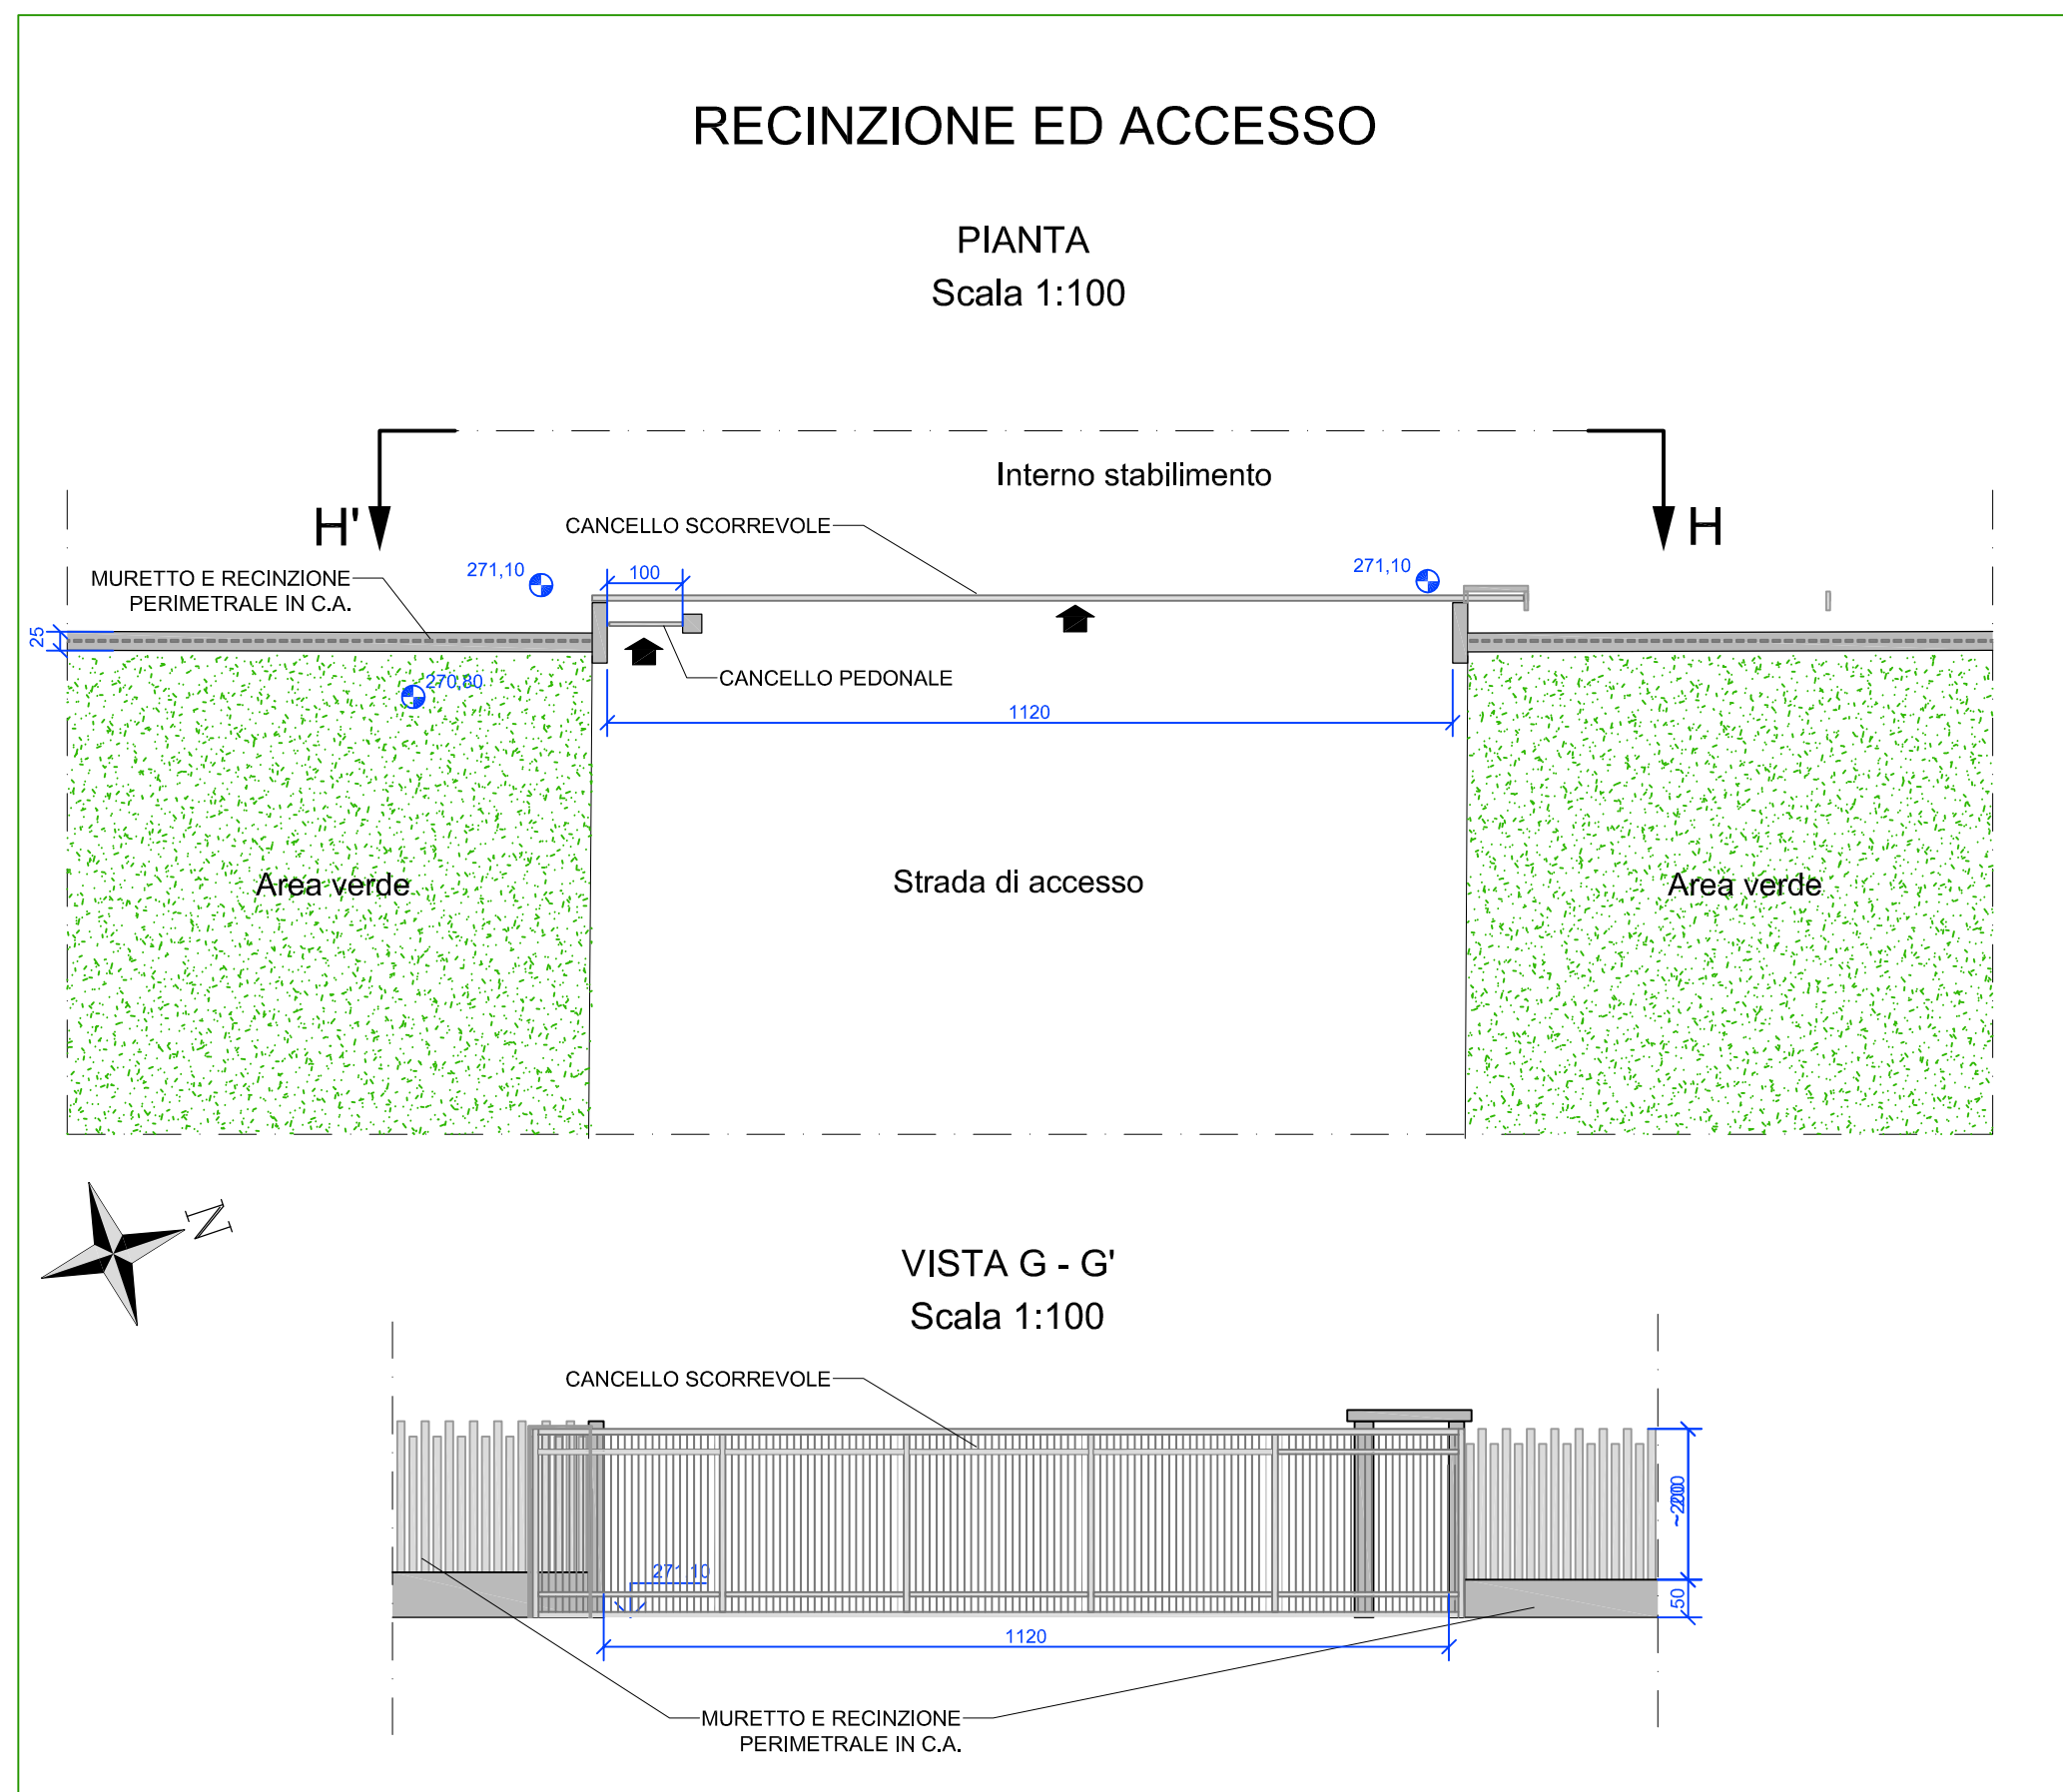 RECINZIONE ED ACCESSO
PIANTA
Scala 1:100
Interno stabilimento
H'
H
CANCELLO SCORREVOLE
MURETTO E RECINZIONE
PERIMETRALE IN C.A.
271,10
100
271,10
25
270,80
CANCELLO PEDONALE
1120
Area verde
Strada di accesso
Area verde
N
VISTA G - G'
Scala 1:100
CANCELLO SCORREVOLE
271,10
50
1120
MURETTO E RECINZIONE
PERIMETRALE IN C.A.